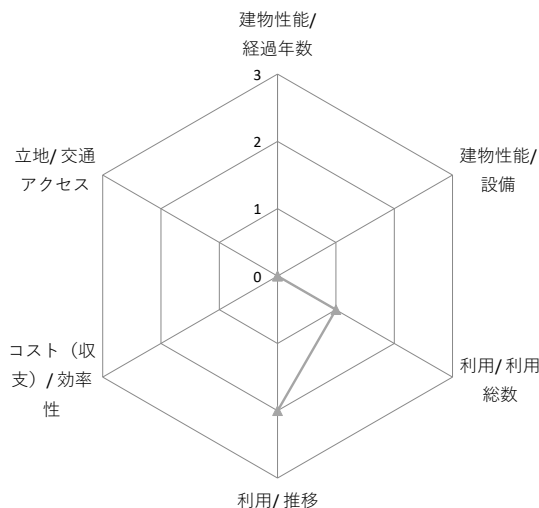 建物性能/
経過年数
3
2
1
0
建物性能/
設備
利用/ 利用
総数
利用/ 推移
コスト（収
支）/ 効率
性
立地/ 交通
アクセス